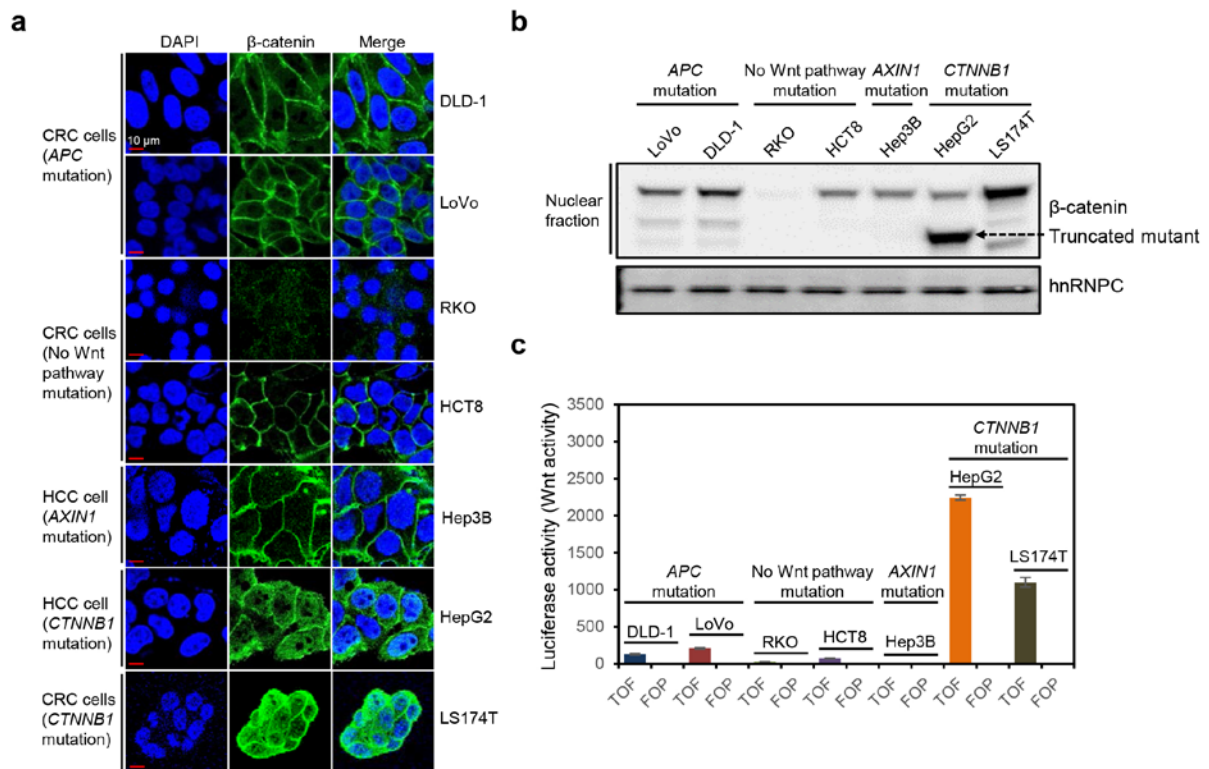 a
DAPI β-catenin Merge
CRC cells
(APC
mutation)
10 µm
DLD-1
LoVo
CRC cells
(No Wnt
pathway
mutation)
RKO
HCT8
HCC cell
(AXIN1
mutation)
Hep3B
HCC cell
(CTNNB1
mutation)
HepG2
CRC cells
(CTNNB1
mutation)
LS174T
b
APC
mutation
No Wnt pathway
mutation
AXIN1
mutation
CTNNB1
mutation
LoVo DLD-1 RKO HCT8 Hep3B HepG2 LS174T
Nuclear
fraction
β-catenin
Truncated mutant
hnRNPC
c
Luciferase activity (Wnt activity)
3500
3000
2500
2000
1500
1000
500
0
CTNNB1
mutation
HepG2
LS174T
APC
mutation
No Wnt pathway
mutation
AXIN1
mutation
DLD-1 LoVo RKO HCT8 Hep3B
TOF FOP TOF FOP TOF FOP TOF FOP TOF FOP TOF FOP TOF FOP